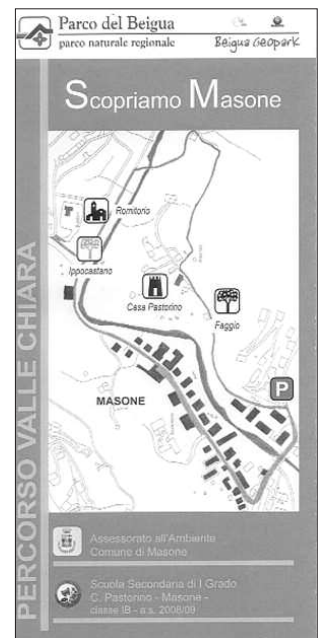 Parco del Beigua
parco naturale regionale
Beigua Geopark
Scopriamo Masone
Romitorio
Ippocastano
Casa Pastorino
Faggio
P
MASONE
PERCORSO VALLE CHIARA
Assessorato all'Ambiente
Comune di Masone
Scuola Secondaria di I Grado
C. Pastorino - Masone -
classe IB - a.s. 2008/09